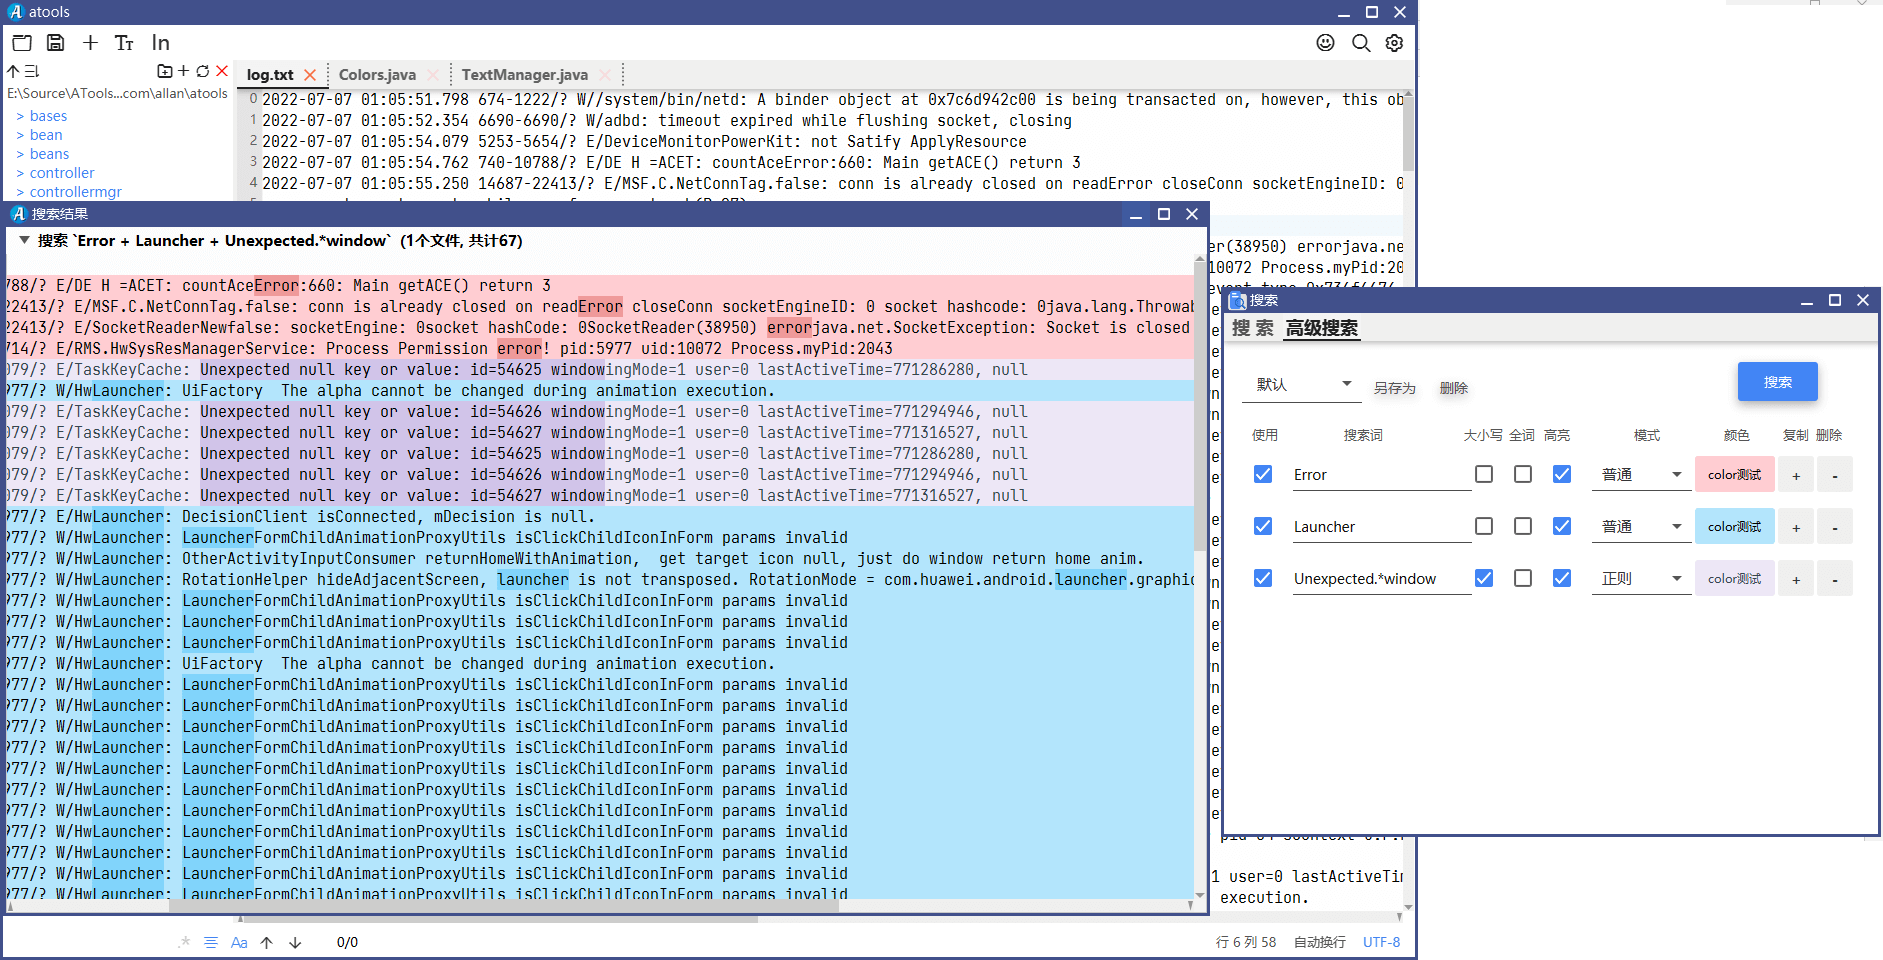 atools
Tt In
log.txt Colors.java TextManager.java
E:\Source\ATools...com\allan\atools
> bases
> bean
> beans
> controller
> controllermgr
0 2022-07-07 01:05:51.798 674-1222/? W//system/bin/netd: A binder object at 0x7c6d942c00 is being transacted on, however, this ob
1 2022-07-07 01:05:52.354 6690-6690/? W/adbd: timeout expired while flushing socket, closing
2 2022-07-07 01:05:54.079 5253-5654/? E/DeviceMonitorPowerKit: not Satify ApplyResource
3 2022-07-07 01:05:54.762 740-10788/? E/DE H =ACET: countAceError:660: Main getACE() return 3
4 2022-07-07 01:05:55.250 14687-22413/? E/MSF.C.NetConnTag.false: conn is already closed on readError closeConn socketEngineID: 0
er(38950) errorjava.ne
10072 Process.myPid:20
1 user=0 lastActiveTim
execution.
搜索结果
搜索 `Error + Launcher + Unexpected.*window` (1个文件, 共计67)
788/? E/DE H =ACET: countAceError:660: Main getACE() return 3
22413/? E/MSF.C.NetConnTag.false: conn is already closed on readError closeConn socketEngineID: 0 socket hashcode: 0java.lang.Throwab
22413/? E/SocketReaderNewfalse: socketEngine: 0socket hashCode: 0SocketReader(38950) errorjava.net.SocketException: Socket is closed
714/? E/RMS.HwSysResManagerService: Process Permission error! pid:5977 uid:10072 Process.myPid:2043
079/? E/TaskKeyCache: Unexpected null key or value: id=54625 windowingMode=1 user=0 lastActiveTime=771286280, null
977/? W/HwLauncher: UiFactory  The alpha cannot be changed during animation execution.
079/? E/TaskKeyCache: Unexpected null key or value: id=54626 windowingMode=1 user=0 lastActiveTime=771294946, null
079/? E/TaskKeyCache: Unexpected null key or value: id=54627 windowingMode=1 user=0 lastActiveTime=771316527, null
079/? E/TaskKeyCache: Unexpected null key or value: id=54625 windowingMode=1 user=0 lastActiveTime=771286280, null
079/? E/TaskKeyCache: Unexpected null key or value: id=54626 windowingMode=1 user=0 lastActiveTime=771294946, null
079/? E/TaskKeyCache: Unexpected null key or value: id=54627 windowingMode=1 user=0 lastActiveTime=771316527, null
977/? E/HwLauncher: DecisionClient isConnected, mDecision is null.
977/? W/HwLauncher: LauncherFormChildAnimationProxyUtils isClickChildIconInForm params invalid
977/? W/HwLauncher: OtherActivityInputConsumer returnHomeWithAnimation,  get target icon null, just do window return home anim.
977/? W/HwLauncher: RotationHelper hideAdjacentScreen, launcher is not transposed. RotationMode = com.huawei.android.launcher.graphic
977/? W/HwLauncher: LauncherFormChildAnimationProxyUtils isClickChildIconInForm params invalid
977/? W/HwLauncher: LauncherFormChildAnimationProxyUtils isClickChildIconInForm params invalid
977/? W/HwLauncher: LauncherFormChildAnimationProxyUtils isClickChildIconInForm params invalid
977/? W/HwLauncher: UiFactory  The alpha cannot be changed during animation execution.
977/? W/HwLauncher: LauncherFormChildAnimationProxyUtils isClickChildIconInForm params invalid
977/? W/HwLauncher: LauncherFormChildAnimationProxyUtils isClickChildIconInForm params invalid
977/? W/HwLauncher: LauncherFormChildAnimationProxyUtils isClickChildIconInForm params invalid
977/? W/HwLauncher: LauncherFormChildAnimationProxyUtils isClickChildIconInForm params invalid
977/? W/HwLauncher: LauncherFormChildAnimationProxyUtils isClickChildIconInForm params invalid
977/? W/HwLauncher: LauncherFormChildAnimationProxyUtils isClickChildIconInForm params invalid
977/? W/HwLauncher: LauncherFormChildAnimationProxyUtils isClickChildIconInForm params invalid
977/? W/HwLauncher: LauncherFormChildAnimationProxyUtils isClickChildIconInForm params invalid
977/? W/HwLauncher: LauncherFormChildAnimationProxyUtils isClickChildIconInForm params invalid
977/? W/HwLauncher: LauncherFormChildAnimationProxyUtils isClickChildIconInForm params invalid
977/? W/HwLauncher: LauncherFormChildAnimationProxyUtils isClickChildIconInForm params invalid
.* Aa 0/0
行 6 列 58 自动换行 UTF-8
搜索
搜 索 高级搜索
默认 另存为 删除 搜索
使用 搜索词 大小写 全词 高亮 模式 颜色 复制 删除
Error 普通 color测试 + -
Launcher 普通 color测试 + -
Unexpected.*window 正则 color测试 + -